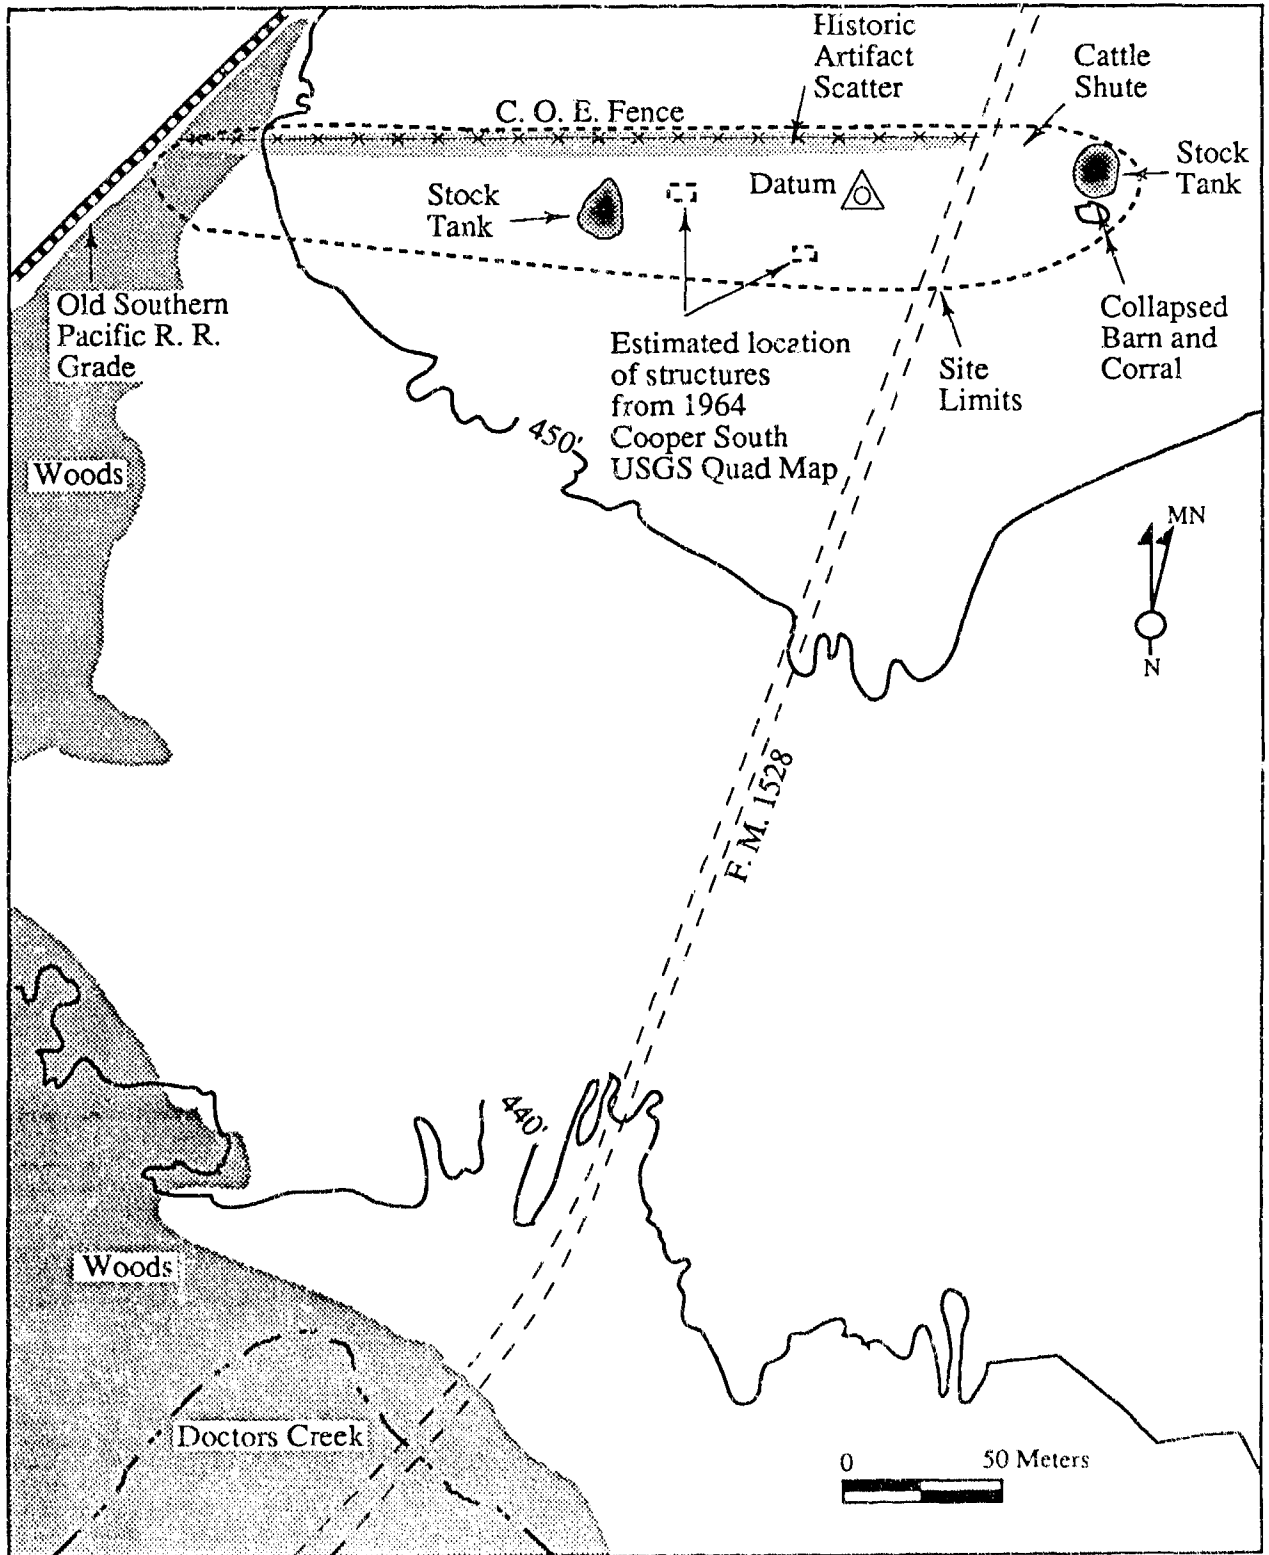 Historic
Artifact
Scatter
Cattle
Shute
C. O. E. Fence
Stock
Tank
Datum
Stock
Tank
Old Southern
Pacific R. R.
Grade
Estimated location
of structures
from 1964
Cooper South
USGS Quad Map
Site
Limits
Collapsed
Barn and
Corral
450'
Woods
MN
N
F. M. 1528
440'
Woods
Doctors Creek
0 50 Meters